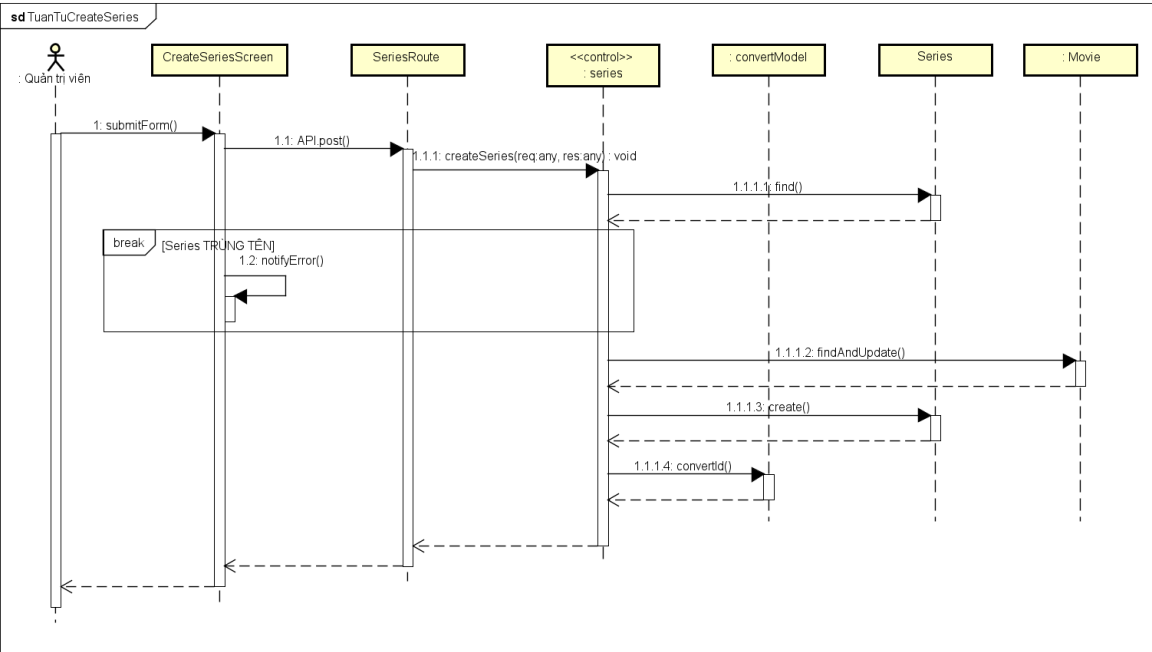 sd TuanTuCreateSeries
: Quản trị viên
CreateSeriesScreen
SeriesRoute
<<control>>
: series
: convertModel
Series
: Movie
1: submitForm()
1.1: API.post()
1.1.1: createSeries(req:any, res:any) : void
1.1.1.1: find()
break
[Series TRÙNG TÊN]
1.2: notifyError()
1.1.1.2: findAndUpdate()
1.1.1.3: create()
1.1.1.4: convertId()